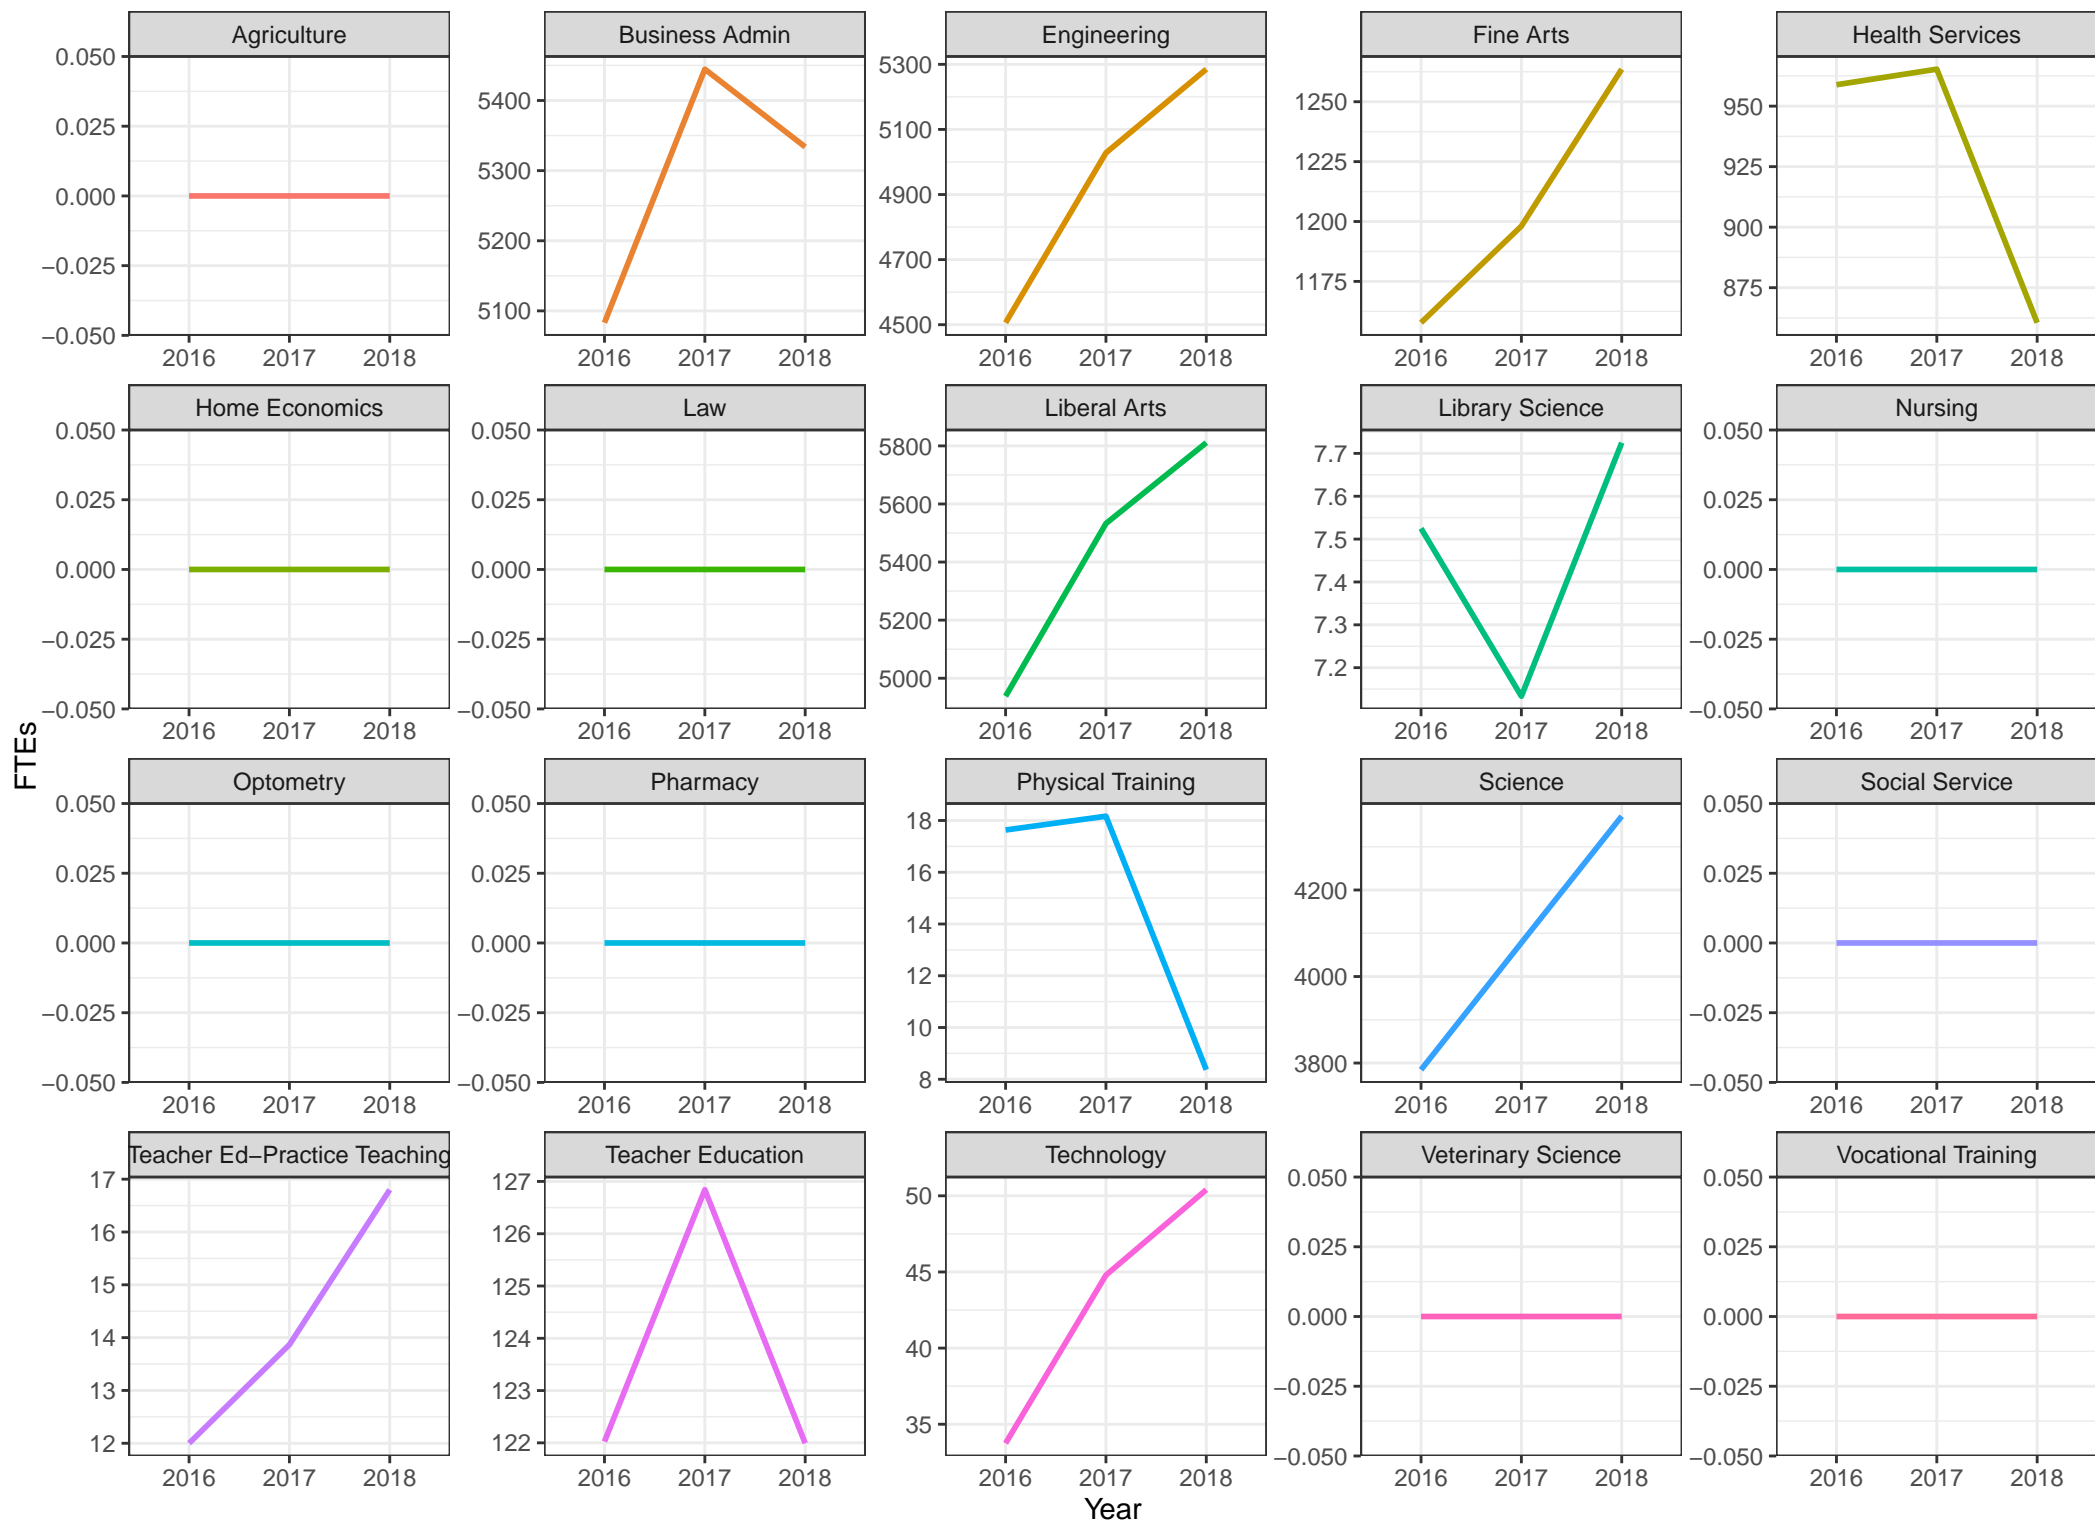 Agriculture Business Admin Engineering Fine Arts Health Services
0.050 0.025 0.000 −0.025 −0.050
5400 5300 5200 5100
5300 5100 4900 4700 4500
1250 1225 1200 1175
950 925 900 875
2016 2017 2018 2016 2017 2018 2016 2017 2018 2016 2017 2018 2016 2017 2018
Home Economics Law Liberal Arts Library Science Nursing
0.050 0.025 0.000 −0.025 −0.050
0.050 0.025 0.000 −0.025 −0.050
5800 5600 5400 5200 5000
7.7 7.6 7.5 7.4 7.3 7.2
0.050 0.025 0.000 −0.025 −0.050
2016 2017 2018 2016 2017 2018 2016 2017 2018 2016 2017 2018 2016 2017 2018
FTEs
Optometry Pharmacy Physical Training Science Social Service
0.050 0.025 0.000 −0.025 −0.050
0.050 0.025 0.000 −0.025 −0.050
18 16 14 12 10 8
4200 4000 3800
0.050 0.025 0.000 −0.025 −0.050
2016 2017 2018 2016 2017 2018 2016 2017 2018 2016 2017 2018 2016 2017 2018
Teacher Ed−Practice Teaching Teacher Education Technology Veterinary Science Vocational Training
17 16 15 14 13 12
127 126 125 124 123 122
50 45 40 35
0.050 0.025 0.000 −0.025 −0.050
0.050 0.025 0.000 −0.025 −0.050
2016 2017 2018 2016 2017 2018 2016 2017 2018 2016 2017 2018 2016 2017 2018
Year